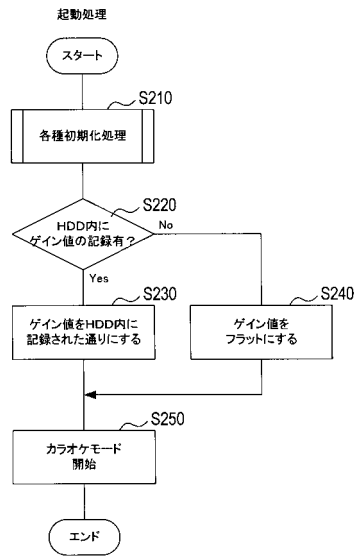 起動処理
スタート
S210
各種初期化処理
S220
HDD内に
ゲイン値の記録有？
No
Yes
S230
ゲイン値をHDD内に
記録された通りにする
S240
ゲイン値を
フラットにする
S250
カラオケモード
開始
エンド